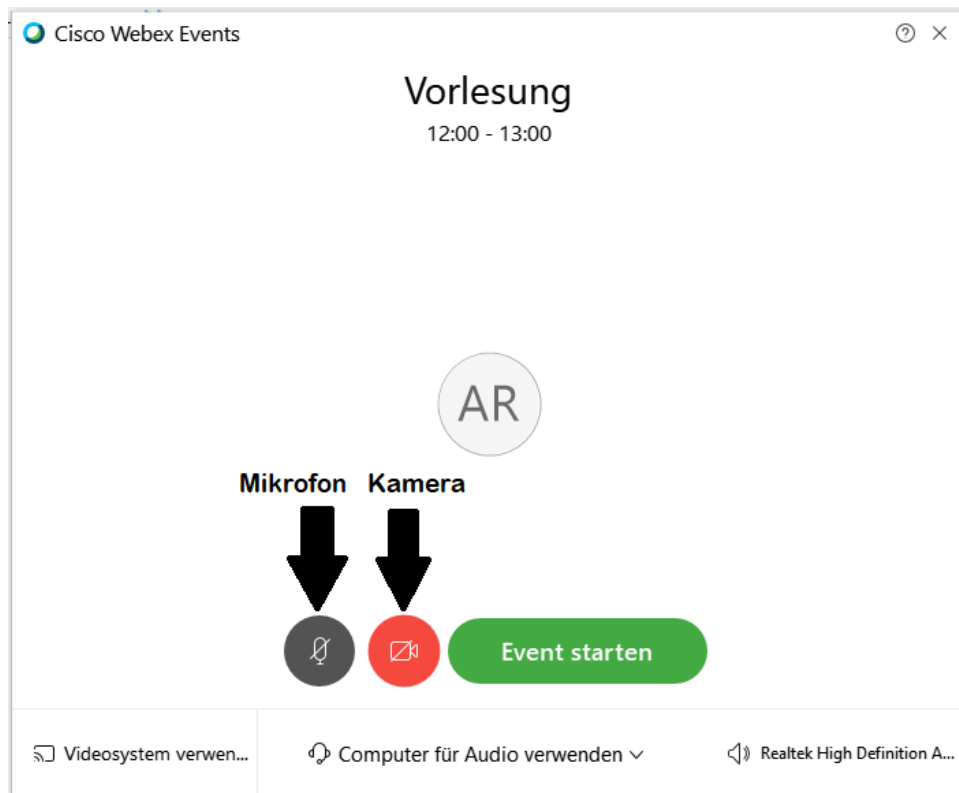 Cisco Webex Events
Vorlesung
12:00 - 13:00
AR
Mikrofon Kamera
Event starten
Videosystem verwen... Computer für Audio verwenden Realtek High Definition A...